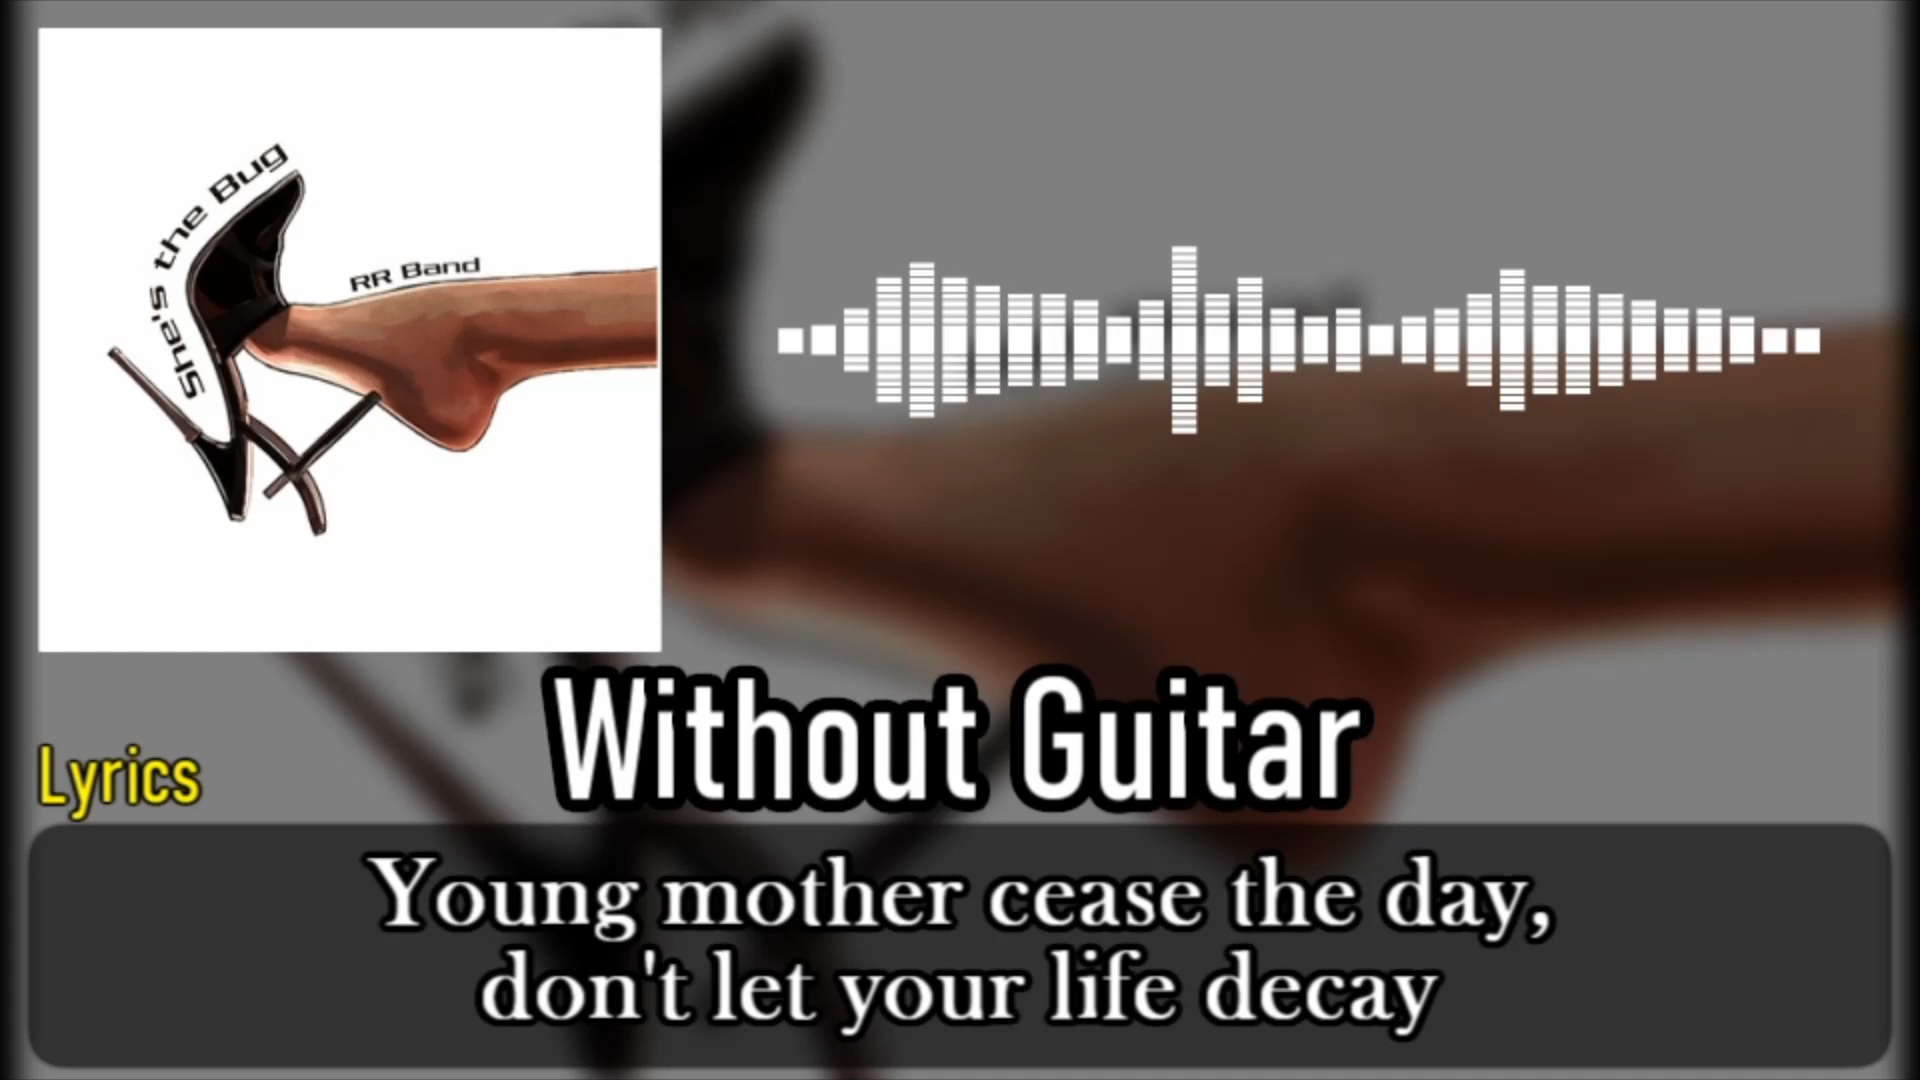 She's the Bug
RR Band
Without Guitar
Lyrics
Young mother cease the day,
don't let your life decay